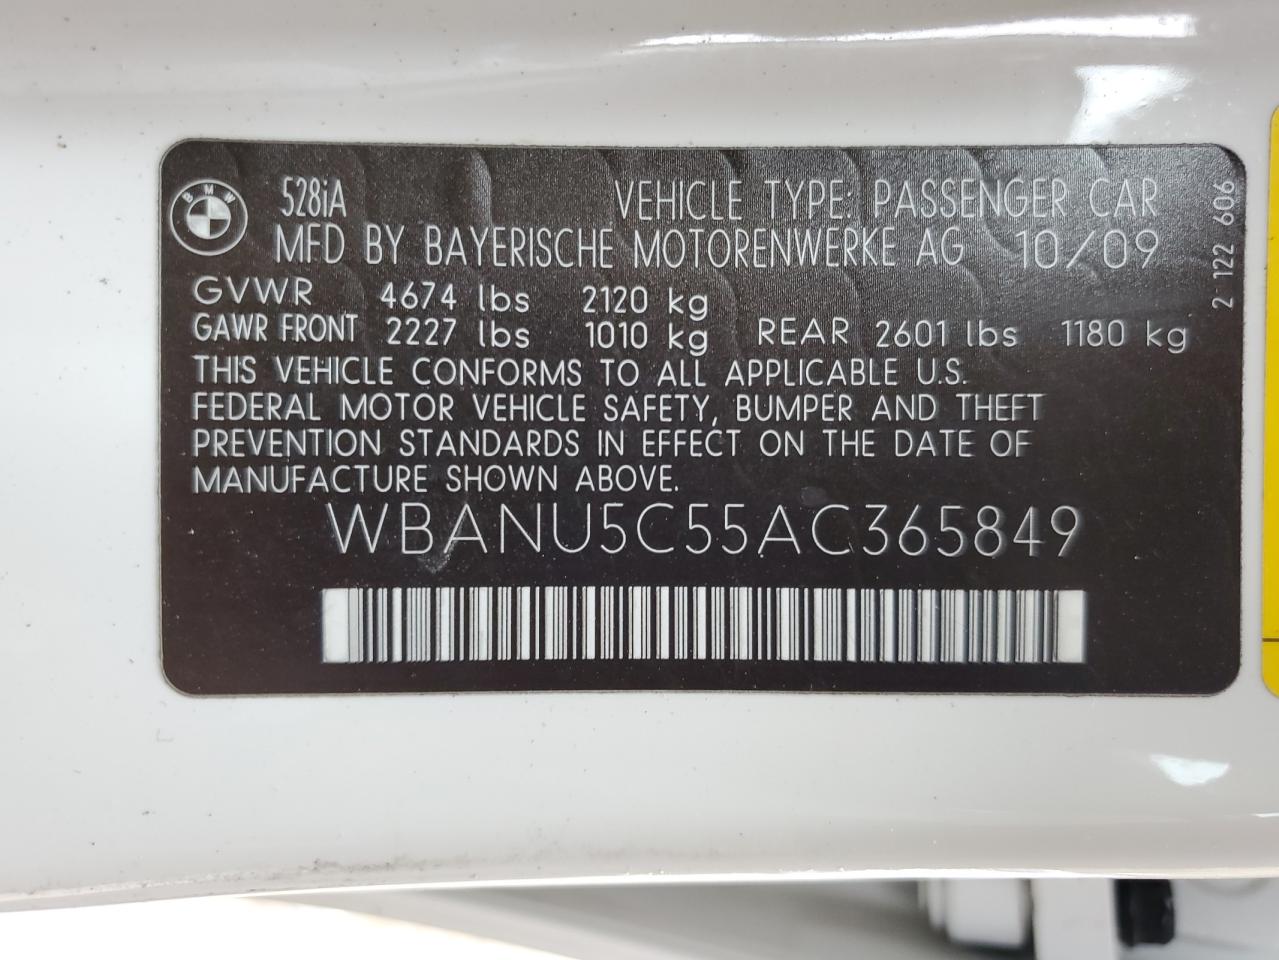 BMW
528iA VEHICLE TYPE: PASSENGER CAR
MFD BY BAYERISCHE MOTORENWERKE AG 10/09
GVWR 4674 lbs 2120 kg
GAWR FRONT 2227 lbs 1010 kg REAR 2601 lbs 1180 kg
THIS VEHICLE CONFORMS TO ALL APPLICABLE U.S.
FEDERAL MOTOR VEHICLE SAFETY, BUMPER AND THEFT
PREVENTION STANDARDS IN EFFECT ON THE DATE OF
MANUFACTURE SHOWN ABOVE.
WBANU5C55AC365849
2 122 606